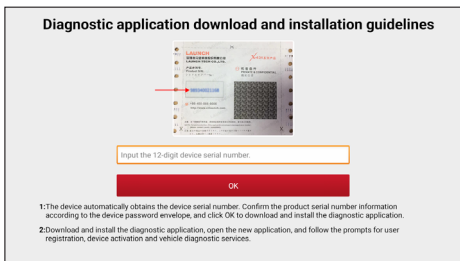 Diagnostic application download and installation guidelines
LAUNCH
Product S/N
PRIVATE & CONFIDENTIAL
Input the 12-digit device serial number.
OK
1:The device automatically obtains the device serial number. Confirm the product serial number information
according to the device password envelope, and click OK to download and install the diagnostic application.
2:Download and install the diagnostic application, open the new application, and follow the prompts for user
registration, device activation and vehicle diagnostic services.